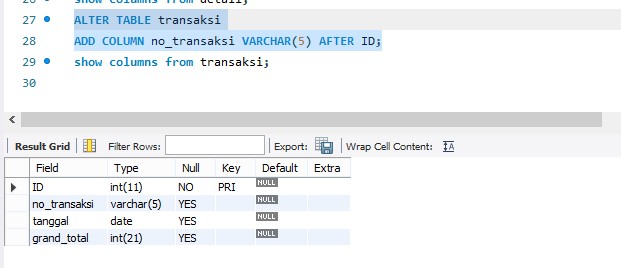 show columns from detail;
27 ALTER TABLE transaksi
28 ADD COLUMN no_transaksi VARCHAR(5) AFTER ID;
29 show columns from transaksi;
30
Result Grid Filter Rows: Export: Wrap Cell Content: IA
Field Type Null Key Default Extra
ID int(11) NO PRI NULL
no_transaksi varchar(5) YES NULL
tanggal date YES NULL
grand_total int(21) YES NULL